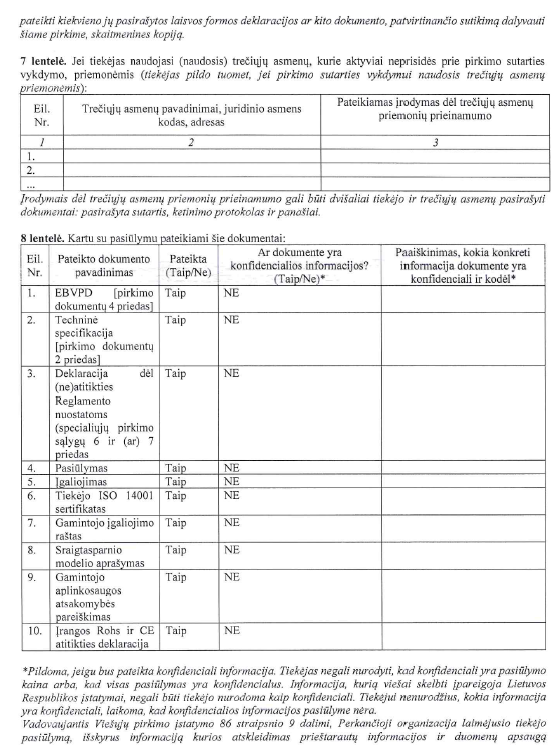 pateikti kiekvieno jų pasirašytos laisvos formos deklaracijos ar kito dokumento, patvirtinančio sutikimą dalyvauti
šiame pirkime, skaitmenines kopiją.
7 lentelė. Jei tiekėjas naudojasi (naudosis) trečiųjų asmenų, kurie aktyviai neprisidės prie pirkimo sutarties
vykdymo, priemonėmis (tiekėjas pildo tuomet, jei pirkimo sutarties vykdymui naudosis trečiųjų asmenų
priemonėmis):
Eil. Nr.
Trečiųjų asmenų pavadinimai, juridinio asmens
kodas, adresas
Pateikiamas įrodymas dėl trečiųjų asmenų
priemonių prieinamumo
1 2 3
1.
2.
...
Įrodymais dėl trečiųjų asmenų priemonių prieinamumo gali būti dvišaliai tiekėjo ir trečiųjų asmenų pasirašyti
dokumentai: pasirašyta sutartis, ketinimo protokolas ir panašiai.
8 lentelė. Kartu su pasiūlymu pateikiami šie dokumentai:
Eil.
Nr.
Pateikto dokumento
pavadinimas
Pateikta
(Taip/Ne)
Ar dokumente yra
konfidencialios informacijos?
(Taip/Ne)*
Paaiškinimas, kokia konkreti
informacija dokumente yra
konfidenciali ir kodėl*
1. EBVPD [pirkimo Taip NE
dokumentų 4 priedas]
2. Techninė Taip NE
specifikacija
[pirkimo dokumentų
2 priedas]
3. Deklaracija dėl Taip NE
(ne)atitikties
Reglamento
nuostatoms
(specialiųjų pirkimo
sąlygų 6 ir (ar) 7
priedas
4. Pasiūlymas Taip NE
5. Įgaliojimas Taip NE
6. Tiekėjo ISO 14001 Taip NE
sertifikatas
7. Gamintojo įgaliojimo Taip NE
raštas
8. Sraigtasparnio Taip NE
modelio aprašymas
9. Gamintojo Taip NE
aplinkosaugos
atsakomybės
pareiškimas
10. Įrangos Rohs ir CE Taip NE
atitikties deklaracija
*Pildoma, jeigu bus pateikta konfidenciali informacija. Tiekėjas negali nurodyti, kad konfidenciali yra pasiūlymo
kaina arba, kad visas pasiūlymas yra konfidencialus. Informacija, kurią viešai skelbti įpareigoja Lietuvos
Respublikos įstatymai, negali būti tiekėjo nurodoma kaip konfidenciali. Tiekėjui nenurodžius, kokia informacija
yra konfidenciali, laikoma, kad konfidencialios informacijos pasiūlyme nėra.
Vadovaujantis Viešųjų pirkimo įstatymo 86 straipsnio 9 dalimi, Perkančioji organizacija laimėjusio tiekėjo
pasiūlymą, išskyrus informaciją kurios atskleidimas prieštarautų informacijos ir duomenų apsaugą